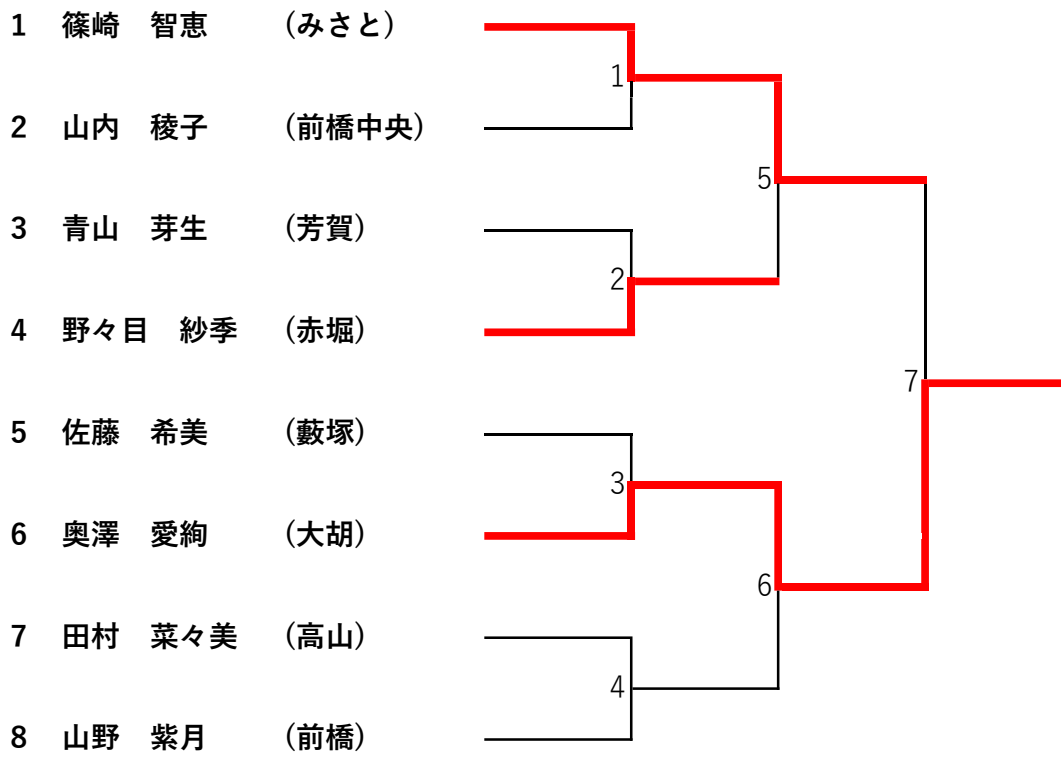 1 篠崎 智恵 (みさと)
1
2 山内 稜子 (前橋中央)
5
3 青山 芽生 (芳賀)
2
4 野々目 紗季 (赤堀)
7
5 佐藤 希美 (藪塚)
3
6 奥澤 愛絢 (大胡)
6
7 田村 菜々美 (高山)
4
8 山野 紫月 (前橋)